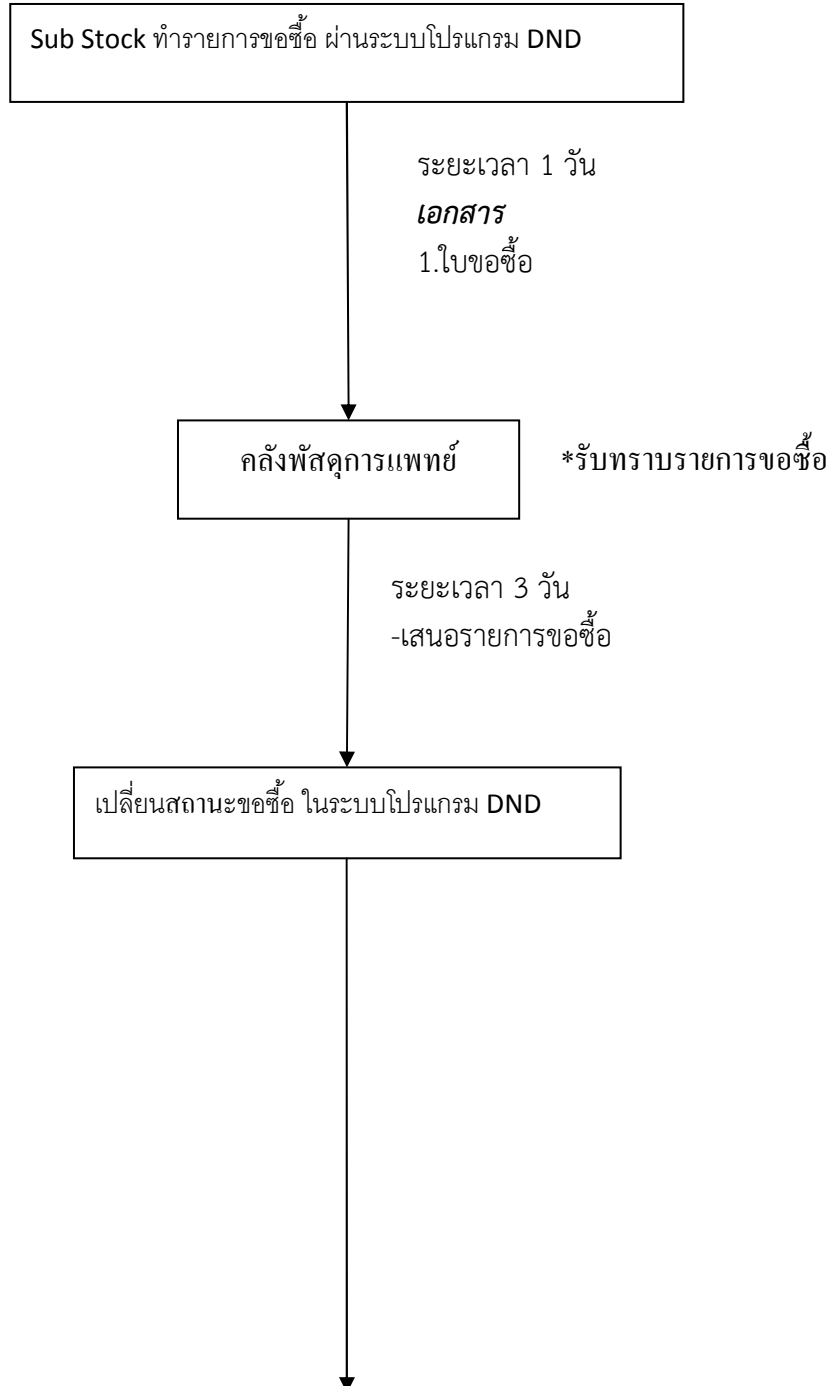 Sub Stock ทำรายการขอซื้อ ผ่านระบบโปรแกรม DND
ระยะเวลา 1 วัน
เอกสาร
1.ใบขอซื้อ
คลังพัสดุการแพทย์
*รับทราบรายการขอซื้อ
ระยะเวลา 3 วัน
-เสนอรายการขอซื้อ
เปลี่ยนสถานะขอซื้อ ในระบบโปรแกรม DND